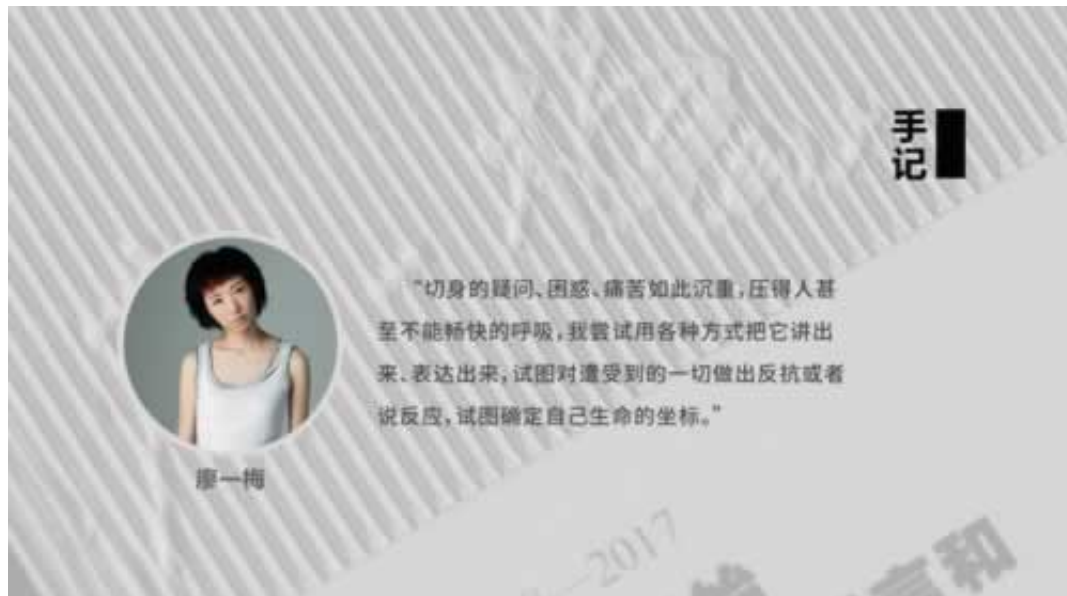 手记
“切身的疑问、困惑、痛苦如此沉重，压得人甚
至不能畅快的呼吸，我尝试用各种方式把它讲出
来、表达出来，试图对遭受到的一切做出反抗或者
说反应，试图确定自己生命的坐标。”
廖一梅
—2017